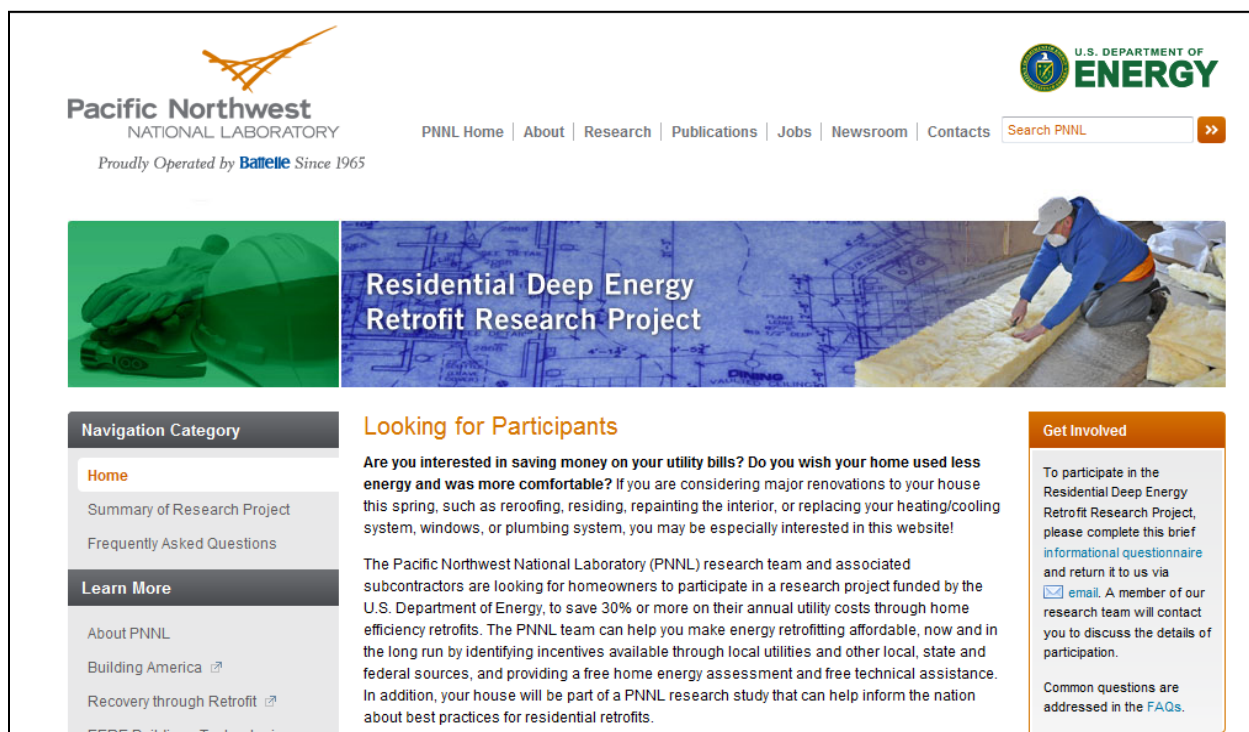 U.S. DEPARTMENT OF
ENERGY
Pacific Northwest
NATIONAL LABORATORY
Proudly Operated by Battelle Since 1965
PNNL Home | About | Research | Publications | Jobs | Newsroom | Contacts
Search PNNL
Residential Deep Energy
Retrofit Research Project
DINING
Navigation Category
Home
Summary of Research Project
Frequently Asked Questions
Learn More
About PNNL
Building America
Recovery through Retrofit
Looking for Participants
Are you interested in saving money on your utility bills? Do you wish your home used less
energy and was more comfortable? If you are considering major renovations to your house
this spring, such as reroofing, residing, repainting the interior, or replacing your heating/cooling
system, windows, or plumbing system, you may be especially interested in this website!
The Pacific Northwest National Laboratory (PNNL) research team and associated
subcontractors are looking for homeowners to participate in a research project funded by the
U.S. Department of Energy, to save 30% or more on their annual utility costs through home
efficiency retrofits. The PNNL team can help you make energy retrofitting affordable, now and in
the long run by identifying incentives available through local utilities and other local, state and
federal sources, and providing a free home energy assessment and free technical assistance.
In addition, your house will be part of a PNNL research study that can help inform the nation
about best practices for residential retrofits.
Get Involved
To participate in the
Residential Deep Energy
Retrofit Research Project,
please complete this brief
informational questionnaire
and return it to us via
email. A member of our
research team will contact
you to discuss the details of
participation.
Common questions are
addressed in the FAQs.